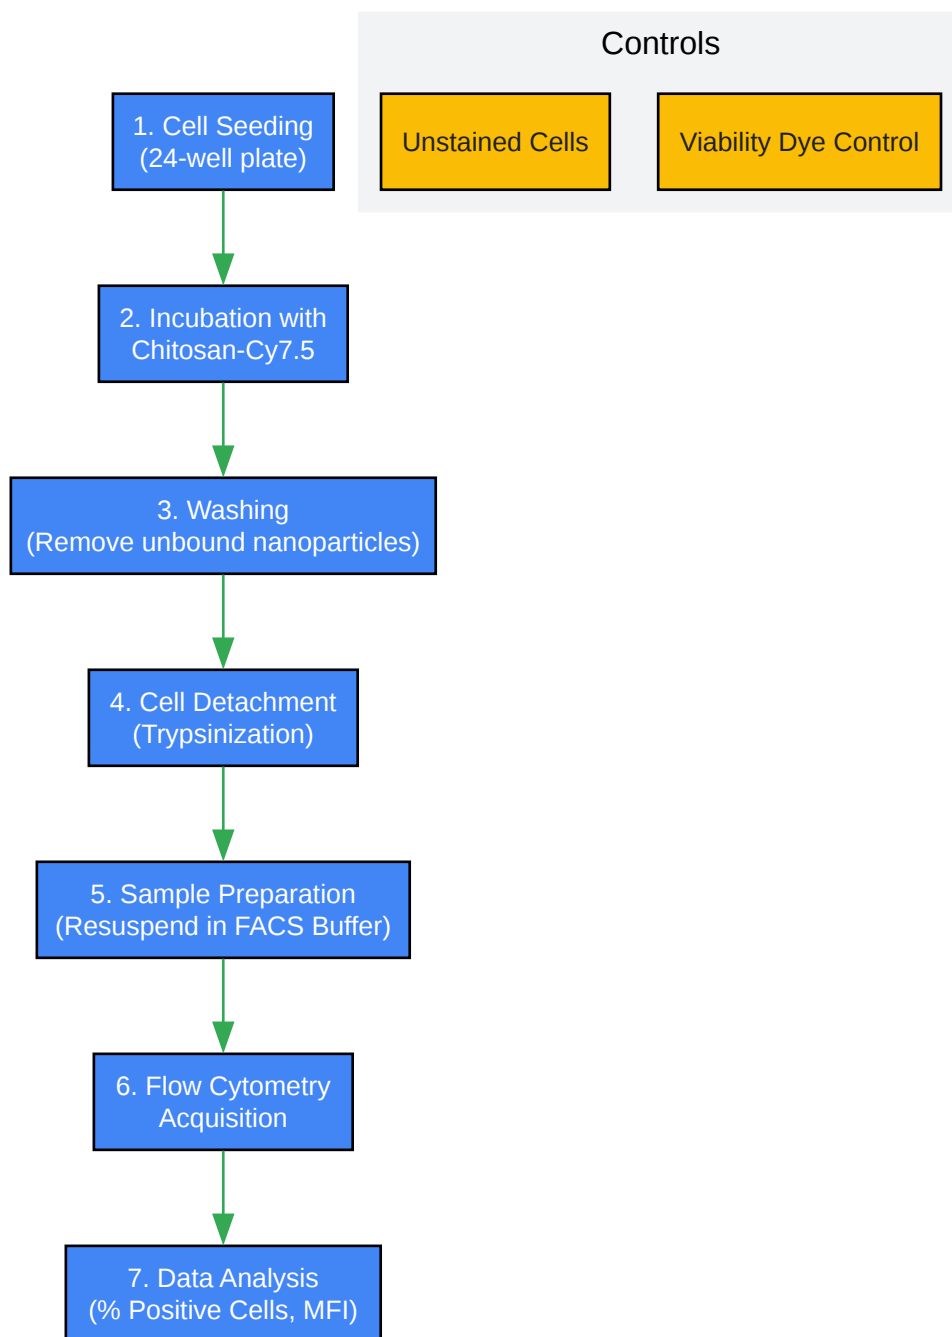 Controls
Unstained Cells
Viability Dye Control
1. Cell Seeding
(24-well plate)
2. Incubation with
Chitosan-Cy7.5
3. Washing
(Remove unbound nanoparticles)
4. Cell Detachment
(Trypsinization)
5. Sample Preparation
(Resuspend in FACS Buffer)
6. Flow Cytometry
Acquisition
7. Data Analysis
(% Positive Cells, MFI)